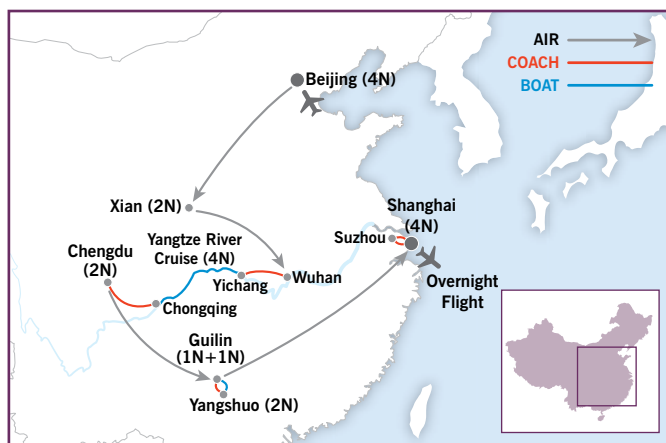 AIR
COACH
BOAT
Beijing (4N)
Xian (2N)
Shanghai
(4N)
Suzhou
Overnight
Flight
Chengdu
(2N)
Yangtze River
Cruise (4N)
Yichang
Wuhan
Chongqing
Guilin
(1N+1N)
Yangshuo (2N)